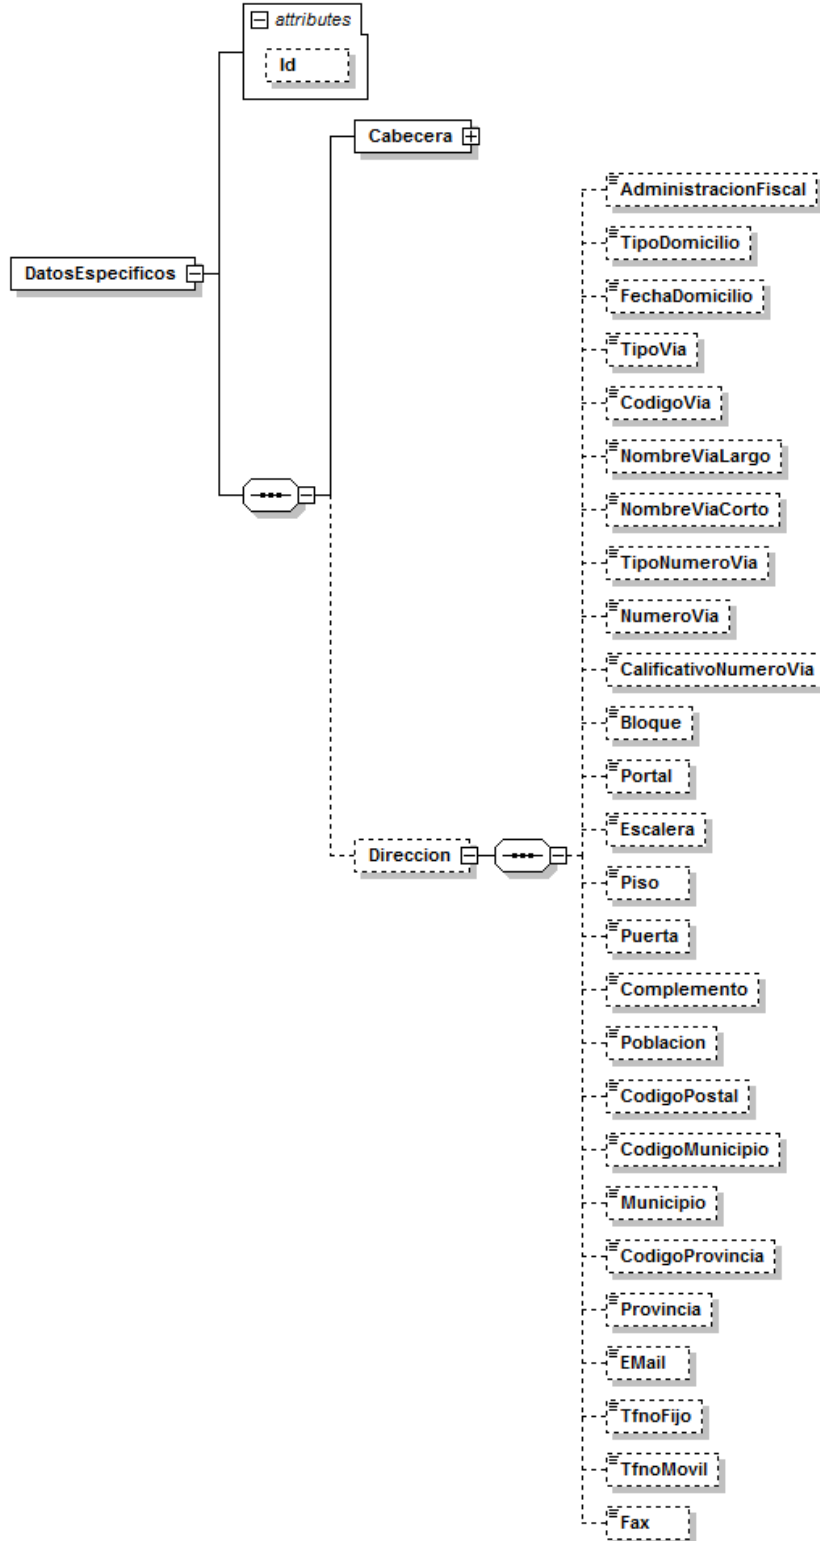 attributes
Id
Cabecera
DatosEspecificos
Direccion
AdministracionFiscal
TipoDomicilio
FechaDomicilio
TipoVia
CodigoVia
NombreViaLargo
NombreViaCorto
TipoNumeroVia
NumeroVia
CalificativoNumeroVia
Bloque
Portal
Escalera
Piso
Puerta
Complemento
Poblacion
CodigoPostal
CodigoMunicipio
Municipio
CodigoProvincia
Provincia
EMail
TfnoFijo
TfnoMovil
Fax